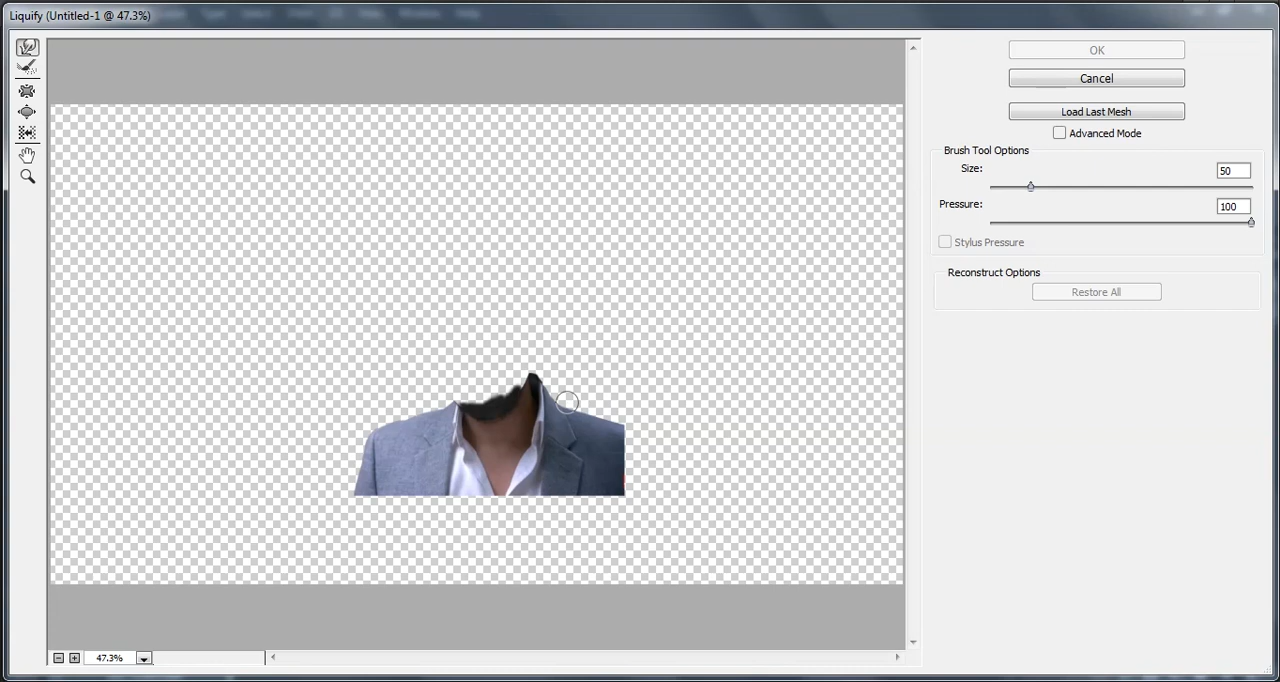 Liquify (Untitled-1 @ 47.3%)
OK
Cancel
Load Last Mesh
Advanced Mode
Brush Tool Options
Size:
50
Pressure:
100
Stylus Pressure
Reconstruct Options
Restore All
47.3%